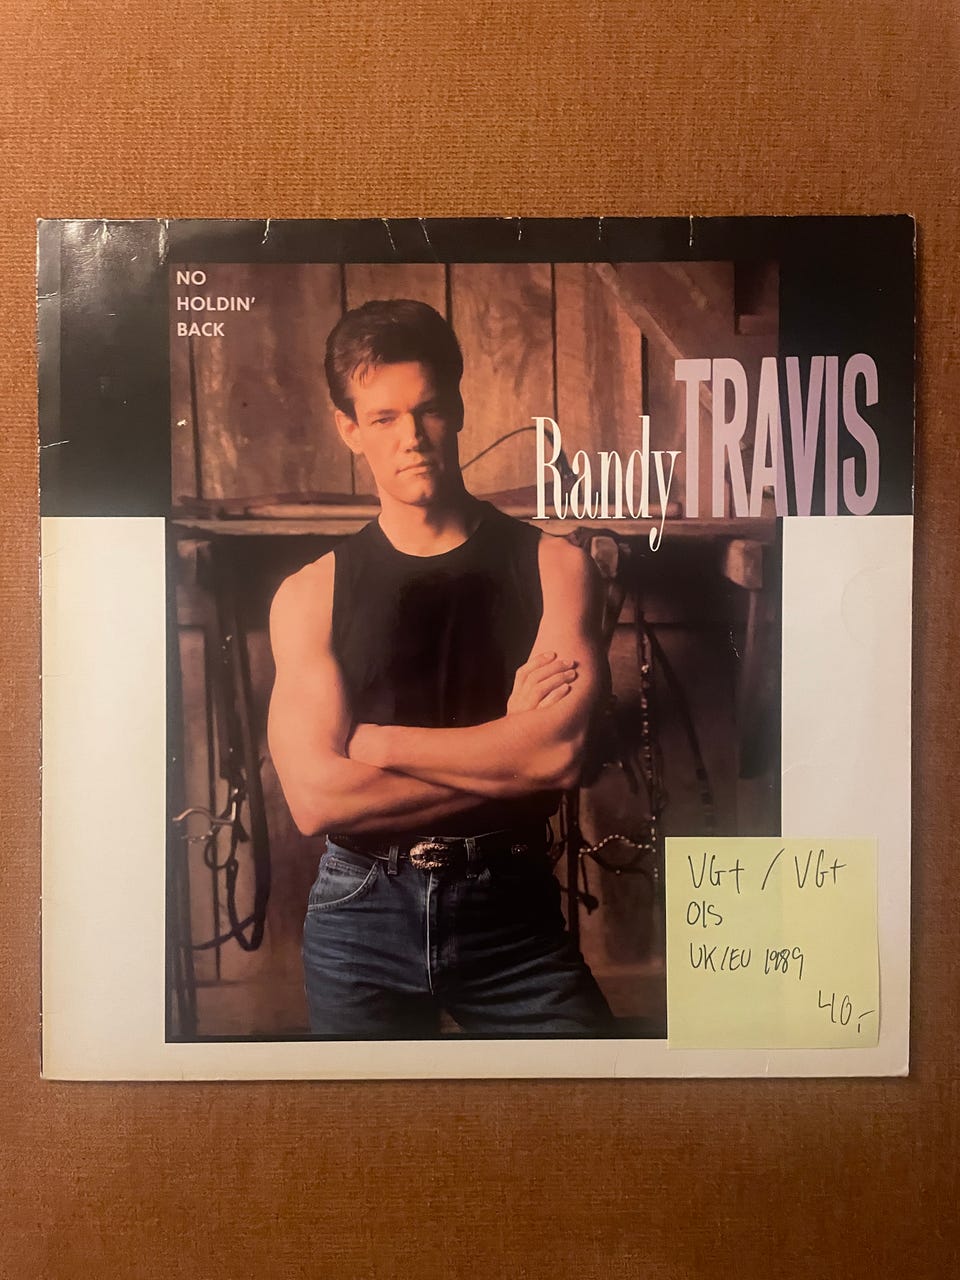 NO
HOLDIN'
BACK
Randy TRAVIS
VG+ / VG+
OIS
UK/EU 1989
40,-